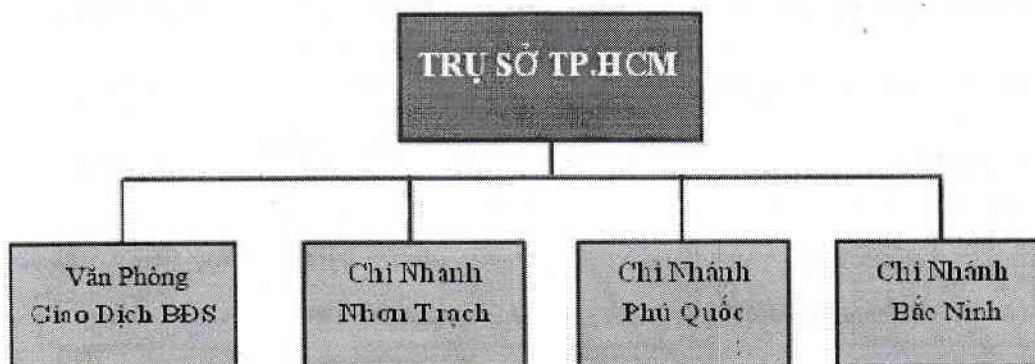 TRỤ SỞ TP.HCM
Văn Phòng
Giao Dịch BĐS
Chi Nhánh
Nhơn Trạch
Chi Nhánh
Phú Quốc
Chi Nhánh
Bắc Ninh